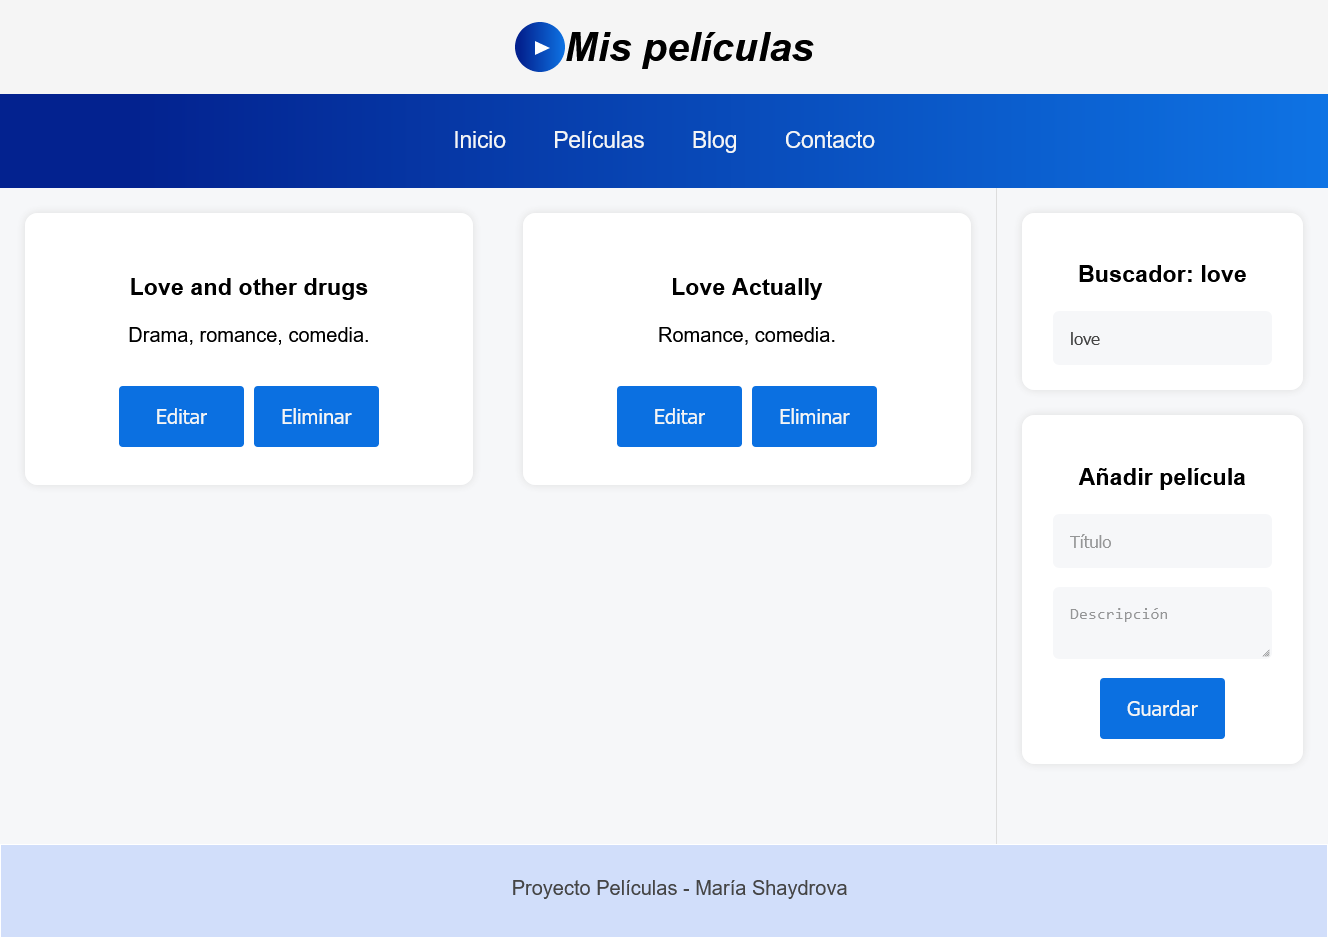 Mis películas
Inicio Películas Blog Contacto
Love and other drugs
Drama, romance, comedia.
Editar Eliminar
Love Actually
Romance, comedia.
Editar Eliminar
Buscador: love
love
Añadir película
Título
Descripción
Guardar
Proyecto Películas - María Shaydrova